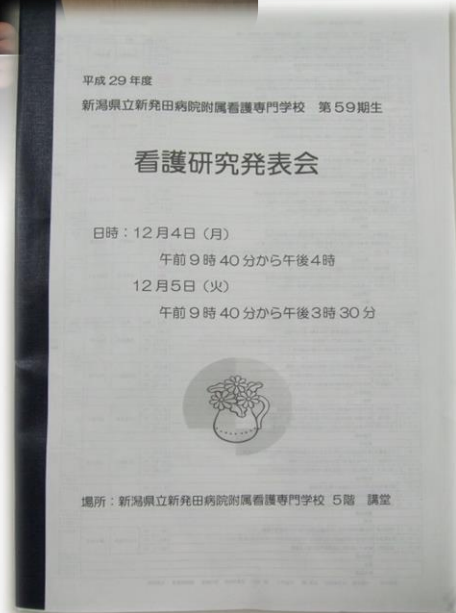 平成29年度
新潟県立新発田病院附属看護専門学校　第59期生
看護研究発表会
日時：12月4日（月）
午前9時40分から午後4時
12月5日（火）
午前9時40分から午後3時30分
場所：新潟県立新発田病院附属看護専門学校 5階　講堂